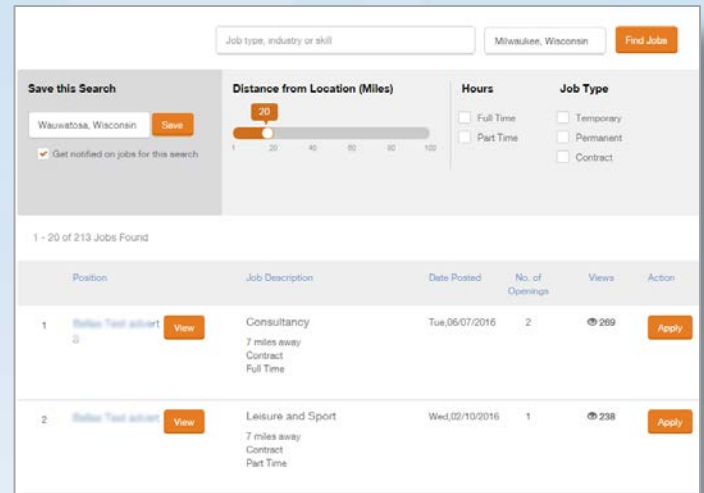 Job type, industry or skill
Milwaukee, Wisconsin
Find Jobs
Save this Search
Wauwatosa, Wisconsin
Save
Get notified on jobs for this search
Distance from Location (Miles)
20
1 20 40 60 80 100
Hours
Full Time
Part Time
Job Type
Temporary
Permanent
Contract
1 - 20 of 213 Jobs Found
Position Job Description Date Posted No. of Openings Views Action
1 View Consultancy Tue,06/07/2016 2 269 Apply
7 miles away
Contract
Full Time
2 View Leisure and Sport Wed,02/10/2016 1 238 Apply
7 miles away
Contract
Part Time